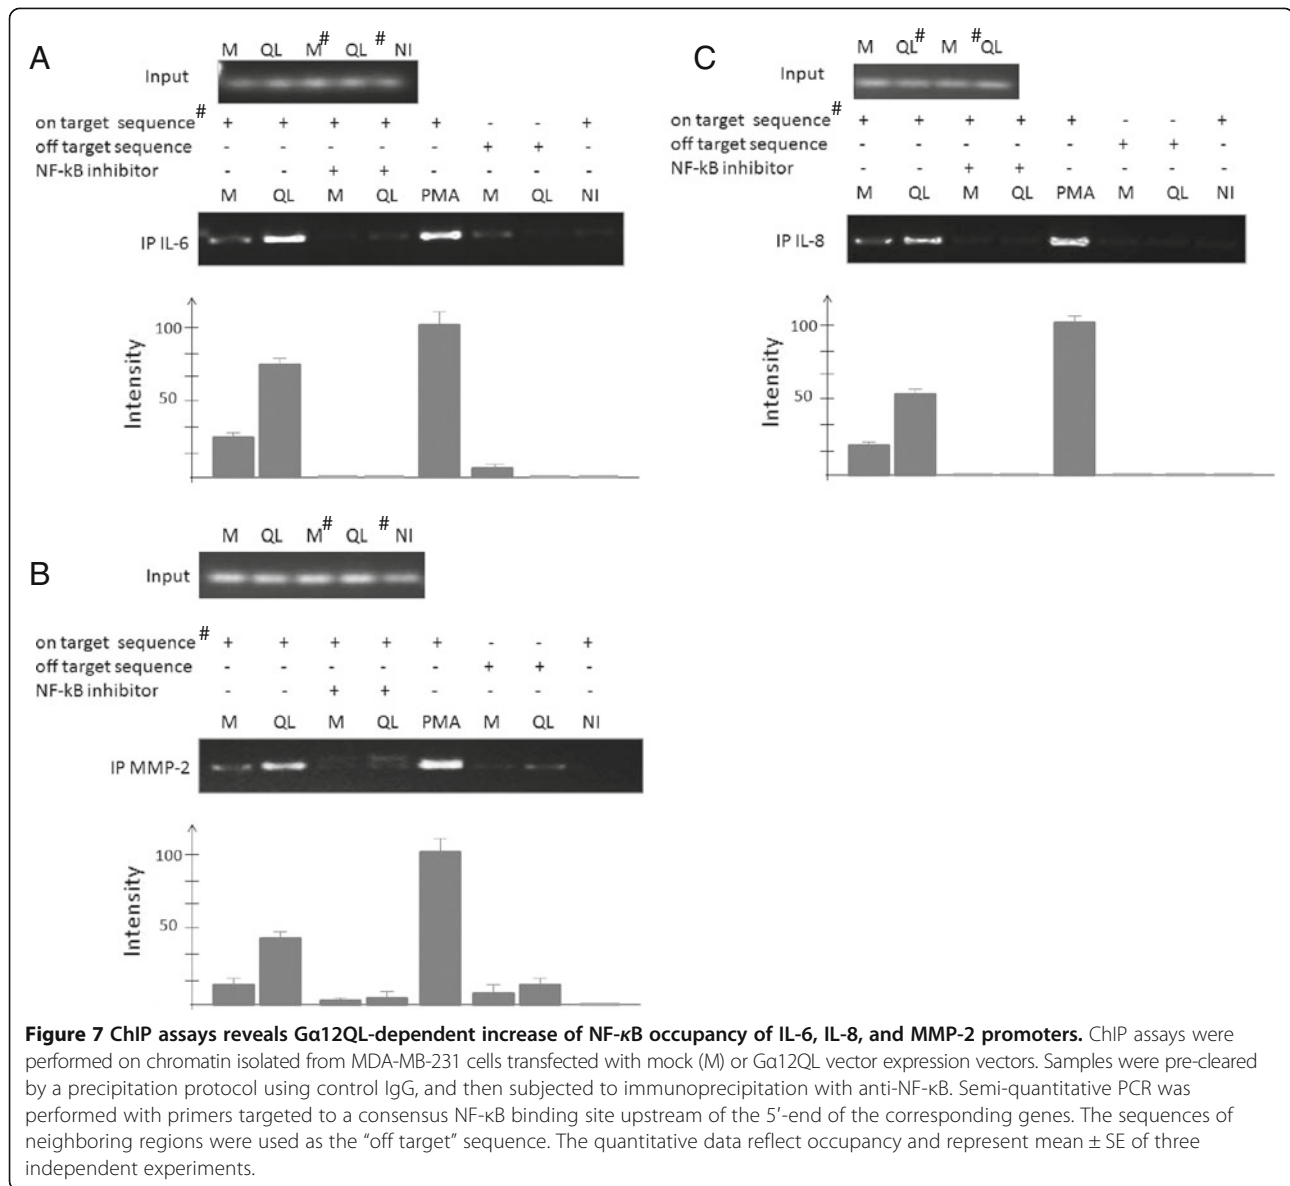 A
M QL M# QL # NI
Input
on target sequence# + + + + + - - +
off target sequence - - - - - + + -
NF-kB inhibitor - - + + - - - -
M QL M QL PMA M QL NI
IP IL-6
Intensity
100
50
B
M QL M# QL # NI
Input
on target sequence # + + + + + - - +
off target sequence - - - - - + + -
NF-kB inhibitor - - + + - - - -
M QL M QL PMA M QL NI
IP MMP-2
Intensity
100
50
C
M QL# M #QL
Input
on target sequence# + + + + + - - +
off target sequence - - - - - + + -
NF-kB inhibitor - - + + - - - -
M QL M QL PMA M QL NI
IP IL-8
Intensity
100
50
Figure 7 ChIP assays reveals Gα12QL-dependent increase of NF-κB occupancy of IL-6, IL-8, and MMP-2 promoters. ChIP assays were
performed on chromatin isolated from MDA-MB-231 cells transfected with mock (M) or Gα12QL vector expression vectors. Samples were pre-cleared
by a precipitation protocol using control IgG, and then subjected to immunoprecipitation with anti-NF-κB. Semi-quantitative PCR was
performed with primers targeted to a consensus NF-κB binding site upstream of the 5′-end of the corresponding genes. The sequences of
neighboring regions were used as the “off target” sequence. The quantitative data reflect occupancy and represent mean ± SE of three
independent experiments.